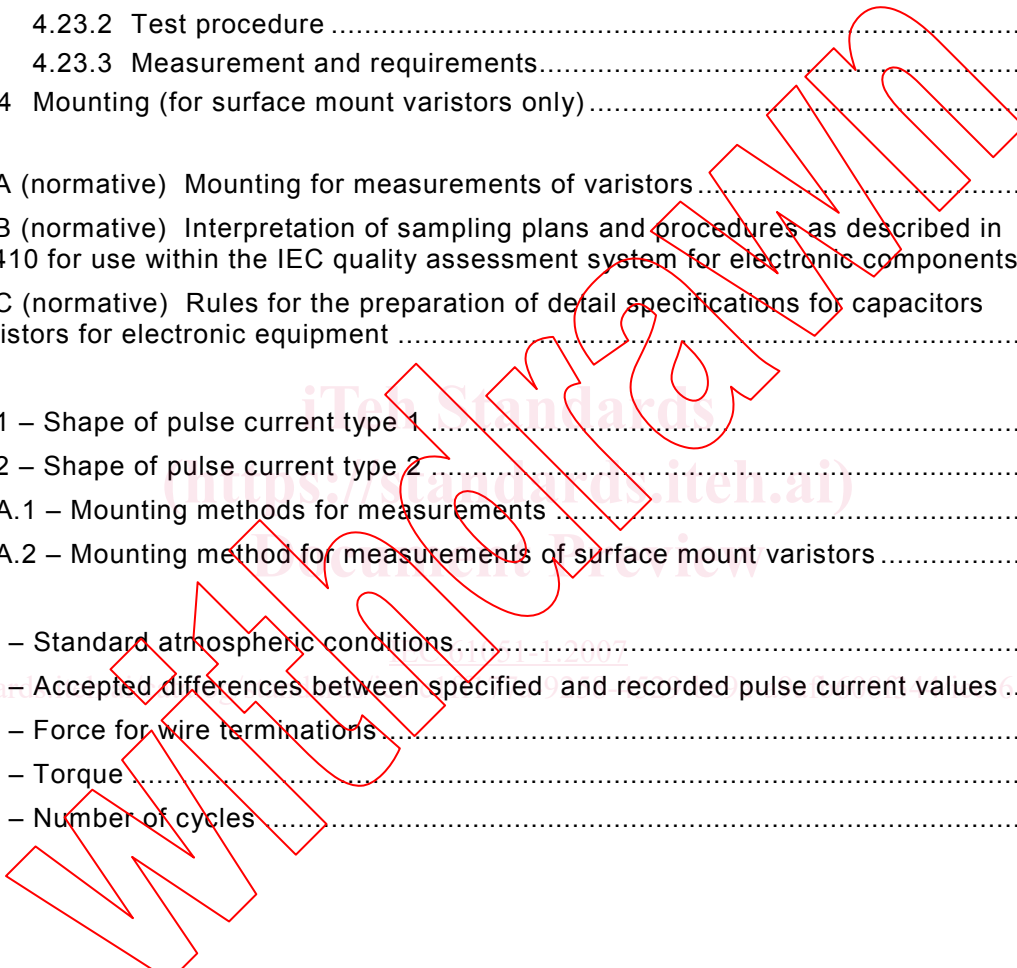 4.23.2 Test procedure
4.23.3 Measurement and requirements
4 Mounting (for surface mount varistors only)
A (normative) Mounting for measurements of varistors
B (normative) Interpretation of sampling plans and procedures as described in
410 for use within the IEC quality assessment system for electronic components
C (normative) Rules for the preparation of detail specifications for capacitors
istors for electronic equipment
iTeh Standards
1 – Shape of pulse current type 1
2 – Shape of pulse current type 2
(https://standards.iteh.ai)
A.1 – Mounting methods for measurements
Document Preview
A.2 – Mounting method for measurements of surface mount varistors
– Standard atmospheric conditions
IEC 61051-1:2007
– Accepted differences between specified and recorded pulse current values
– Force for wire terminations
– Torque
– Number of cycles
withdrawn